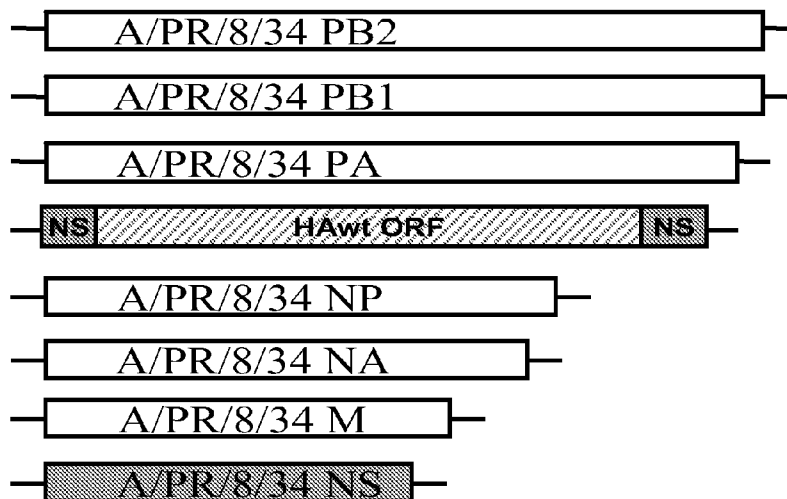 A/PR/8/34 PB2
A/PR/8/34 PB1
A/PR/8/34 PA
NS HAwt ORF NS
A/PR/8/34 NP
A/PR/8/34 NA
A/PR/8/34 M
A/PR/8/34 NS